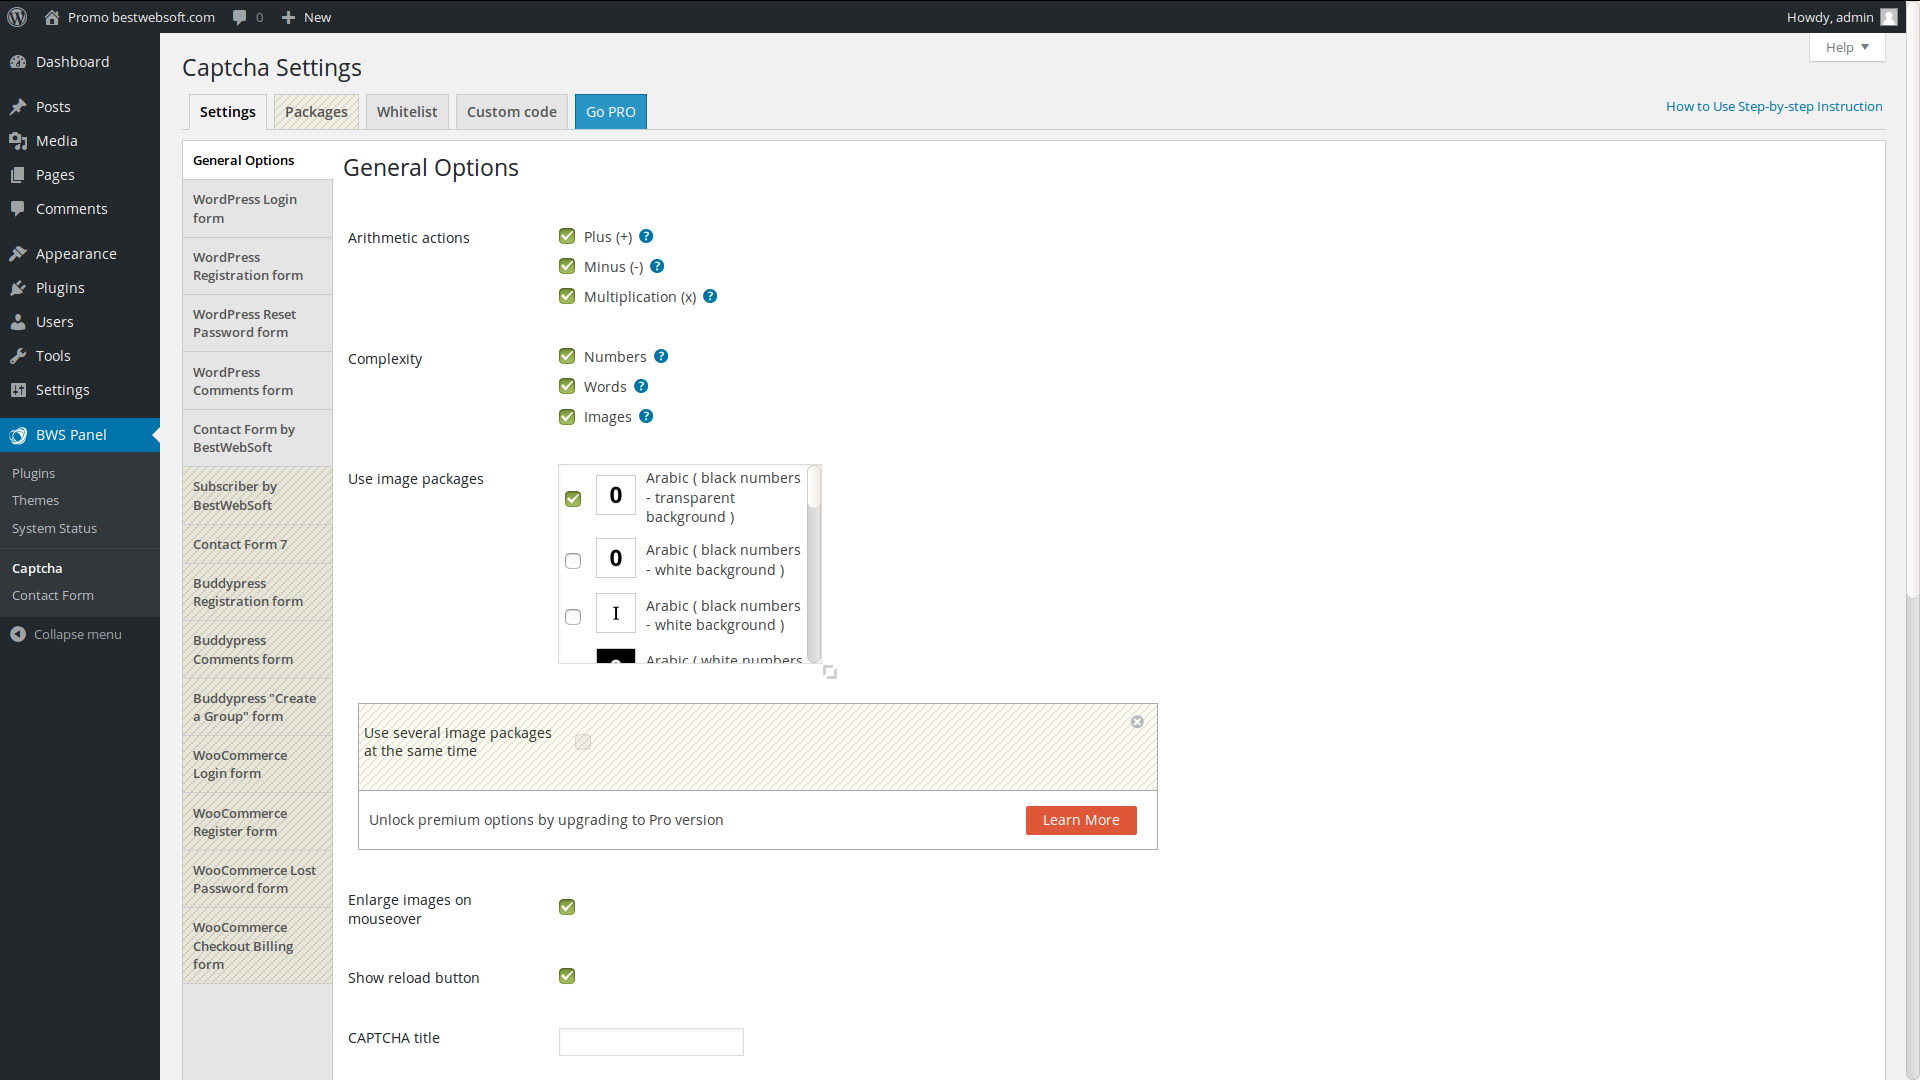 Promo bestwebsoft.com
0
New
Howdy, admin
Help
Dashboard
Posts
Media
Pages
Comments
Appearance
Plugins
Users
Tools
Settings
BWS Panel
Plugins
Themes
System Status
Captcha
Contact Form
Collapse menu
Captcha Settings
Settings
Packages
Whitelist
Custom code
Go PRO
How to Use Step-by-step Instruction
General Options
WordPress Login
form
WordPress
Registration form
WordPress Reset
Password form
WordPress
Comments form
Contact Form by
BestWebSoft
Subscriber by
BestWebSoft
Contact Form 7
Buddypress
Registration form
Buddypress
Comments form
Buddypress "Create
a Group" form
WooCommerce
Login form
WooCommerce
Register form
WooCommerce Lost
Password form
WooCommerce
Checkout Billing
form
General Options
Arithmetic actions
Plus (+) ?
Minus (-) ?
Multiplication (x) ?
Complexity
Numbers ?
Words ?
Images ?
Use image packages
0
Arabic ( black numbers
- transparent
background )
0
Arabic ( black numbers
- white background )
I
Arabic ( black numbers
- white background )
Arabic ( white numbers
Use several image packages
at the same time
Unlock premium options by upgrading to Pro version
Learn More
Enlarge images on
mouseover
Show reload button
CAPTCHA title